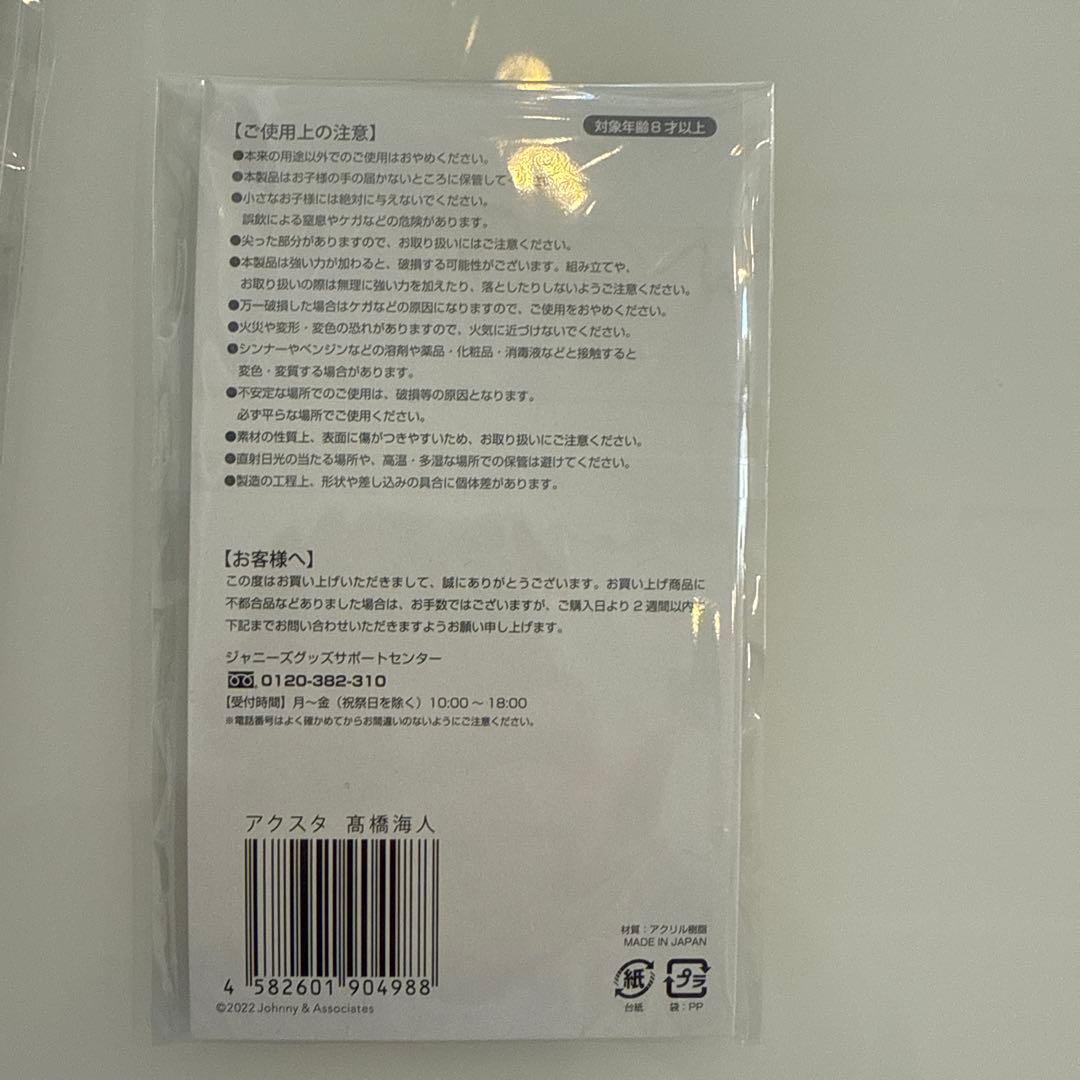 【ご使用上の注意】
対象年齢8才以上
●本来の用途以外でのご使用はおやめください。
●本製品はお子様の手の届かないところに保管して
●小さなお子様には絶対に与えないでください。
誤飲による窒息やケガなどの危険があります。
●尖った部分がありますので、お取り扱いにはご注意ください。
●本製品は強い力が加わると、破損する可能性がございます。組み立てや、
お取り扱いの際は無理に強い力を加えたり、落としたりしないようご注意ください。
●万一破損した場合はケガなどの原因になりますので、ご使用をおやめください。
●火災や変形・変色の恐れがありますので、火気に近づけないでください。
●シンナーやベンジンなどの溶剤や薬品・化粧品・消毒液などと接触すると
変色・変質する場合があります。
●不安定な場所でのご使用は、破損等の原因となります。
必ず平らな場所でご使用ください。
●素材の性質上、表面に傷がつきやすいため、お取り扱いにご注意ください。
●直射日光の当たる場所や、高温・多湿な場所での保管は避けてください。
●製造の工程上、形状や差し込みの具合に個体差があります。
【お客様へ】
この度はお買い上げいただきまして、誠にありがとうございます。お買い上げ商品に
不都合品などありました場合は、お手数ではございますが、ご購入日より2週間以内
下記までお問い合わせいただきますようお願い申し上げます。
ジャニーズグッズサポートセンター
0120-382-310
【受付時間】月〜金（祝祭日を除く）10:00〜18:00
※電話番号はよく確かめてからお間違いのないようにご注意ください。
アクスタ 髙橋海人
4 582601 904988
©2022 Johnny & Associates
材質：アクリル樹脂
MADE IN JAPAN
紙
プラ
台紙
袋：PP